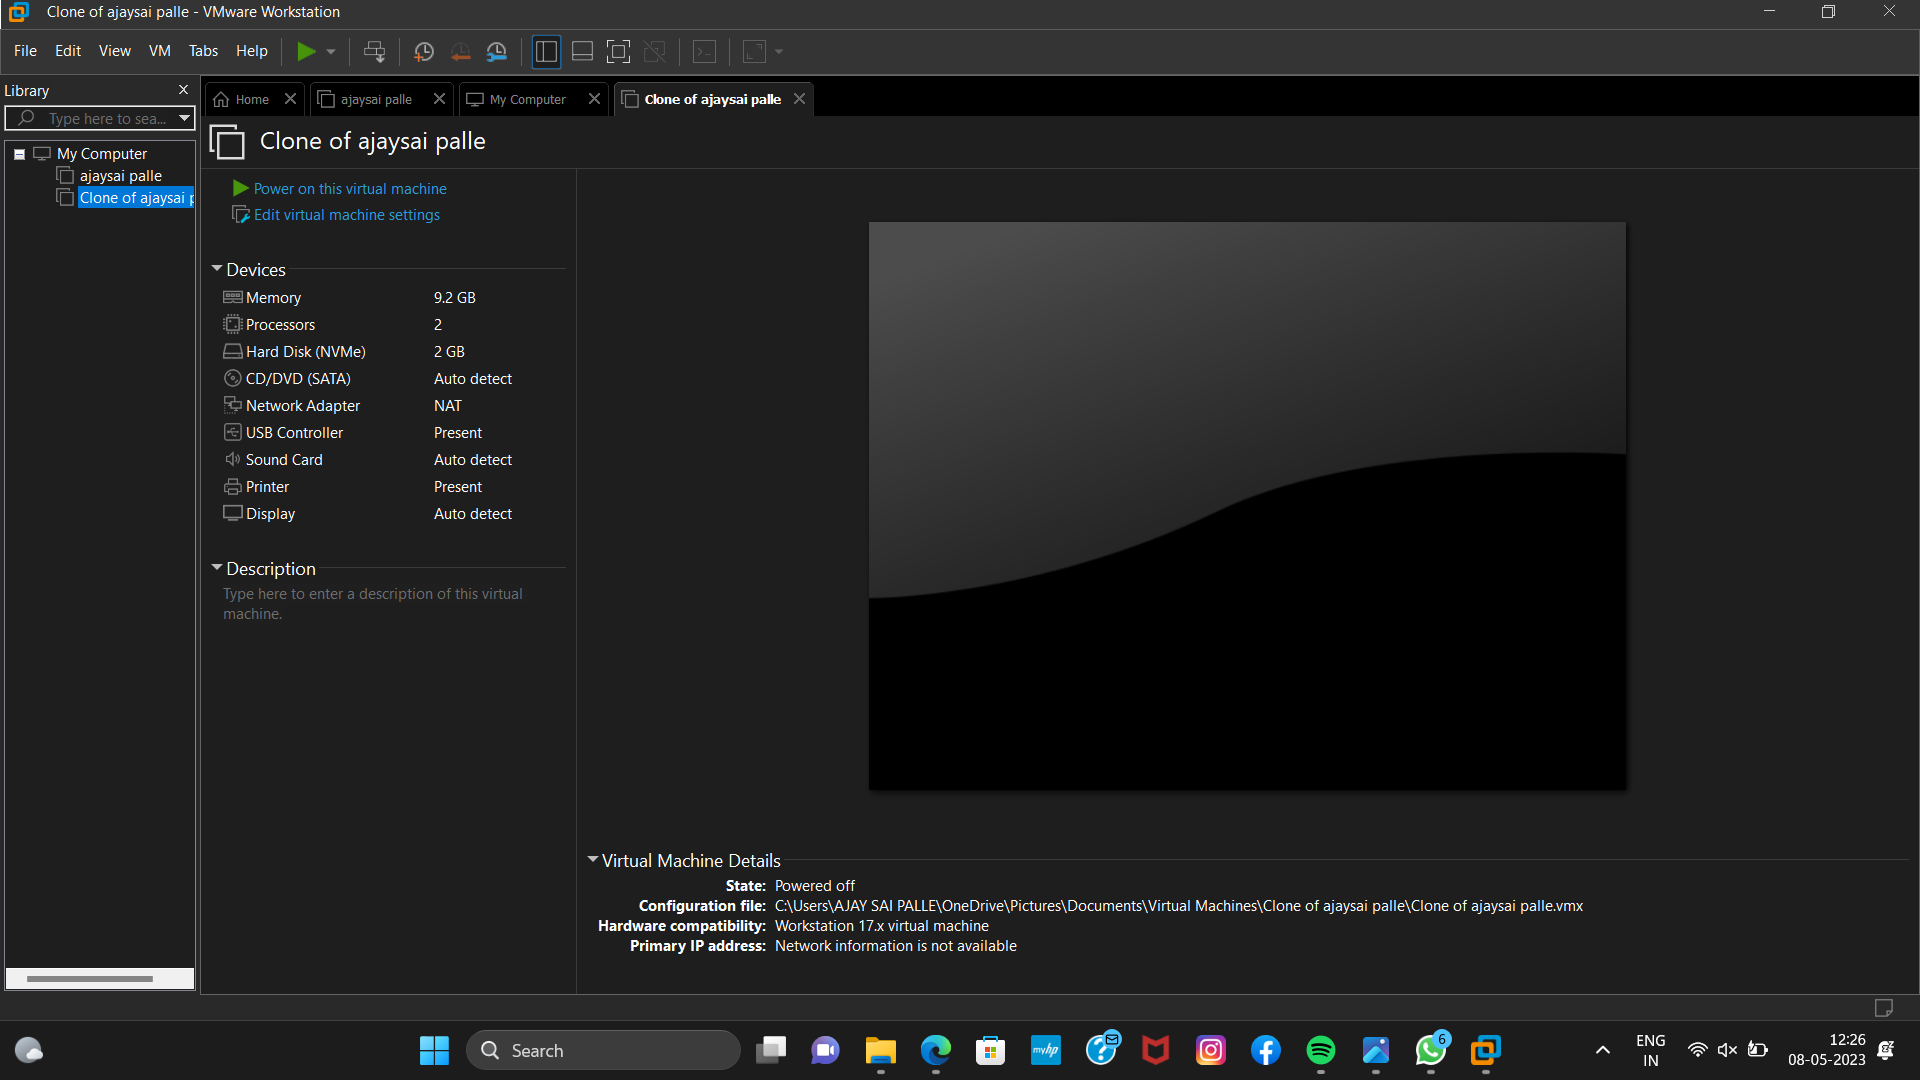 Clone of ajaysai palle - VMware Workstation
File Edit View VM Tabs Help
Library
Type here to sea...
My Computer
ajaysai palle
Clone of ajaysai p
Home
ajaysai palle
My Computer
Clone of ajaysai palle
Clone of ajaysai palle
Power on this virtual machine
Edit virtual machine settings
Devices
Memory 9.2 GB
Processors 2
Hard Disk (NVMe) 2 GB
CD/DVD (SATA) Auto detect
Network Adapter NAT
USB Controller Present
Sound Card Auto detect
Printer Present
Display Auto detect
Description
Type here to enter a description of this virtual
machine.
Virtual Machine Details
State: Powered off
Configuration file: C:\Users\AJAY SAI PALLE\OneDrive\Pictures\Documents\Virtual Machines\Clone of ajaysai palle\Clone of ajaysai palle.vmx
Hardware compatibility: Workstation 17.x virtual machine
Primary IP address: Network information is not available
Search
myhp
6
ENG
IN
12:26
08-05-2023